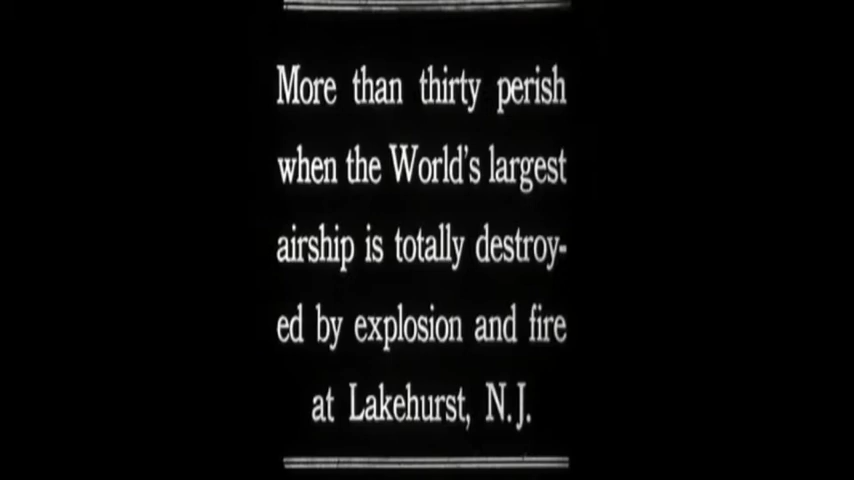 More than thirty perish
when the World's largest
airship is totally destroy-
ed by explosion and fire
at Lakehurst, N.J.